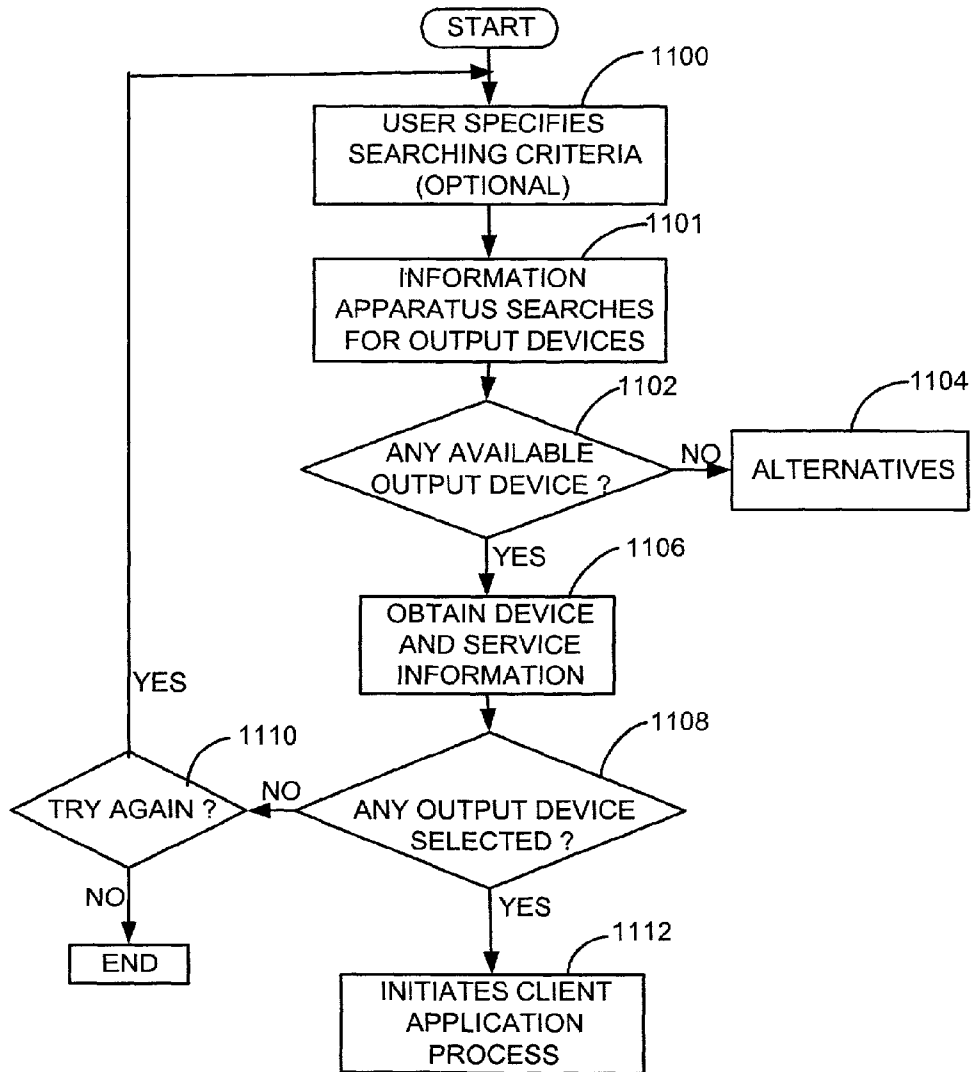 START
1100
USER SPECIFIES
SEARCHING CRITERIA
(OPTIONAL)
1101
INFORMATION
APPARATUS SEARCHES
FOR OUTPUT DEVICES
1102
ANY AVAILABLE
OUTPUT DEVICE ?
NO
1104
ALTERNATIVES
YES
1106
OBTAIN DEVICE
AND SERVICE
INFORMATION
1108
ANY OUTPUT DEVICE
SELECTED ?
NO
1110
TRY AGAIN ?
YES
NO
END
YES
1112
INITIATES CLIENT
APPLICATION
PROCESS